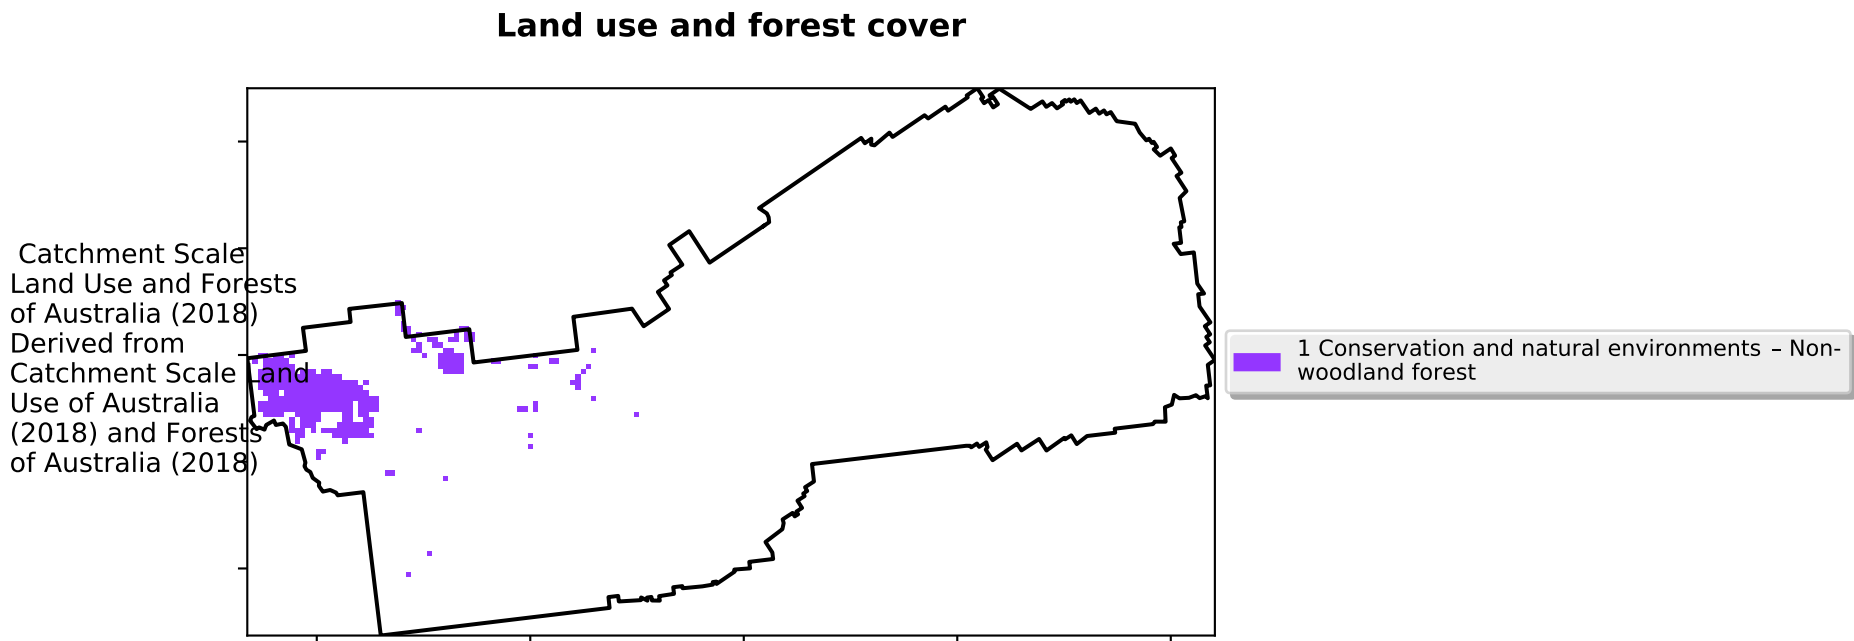 Land use and forest cover
Catchment Scale
Land Use and Forests
of Australia (2018)
Derived from
Catchment Scale Land
Use of Australia
(2018) and Forests
of Australia (2018)
1 Conservation and natural environments – Non-
woodland forest